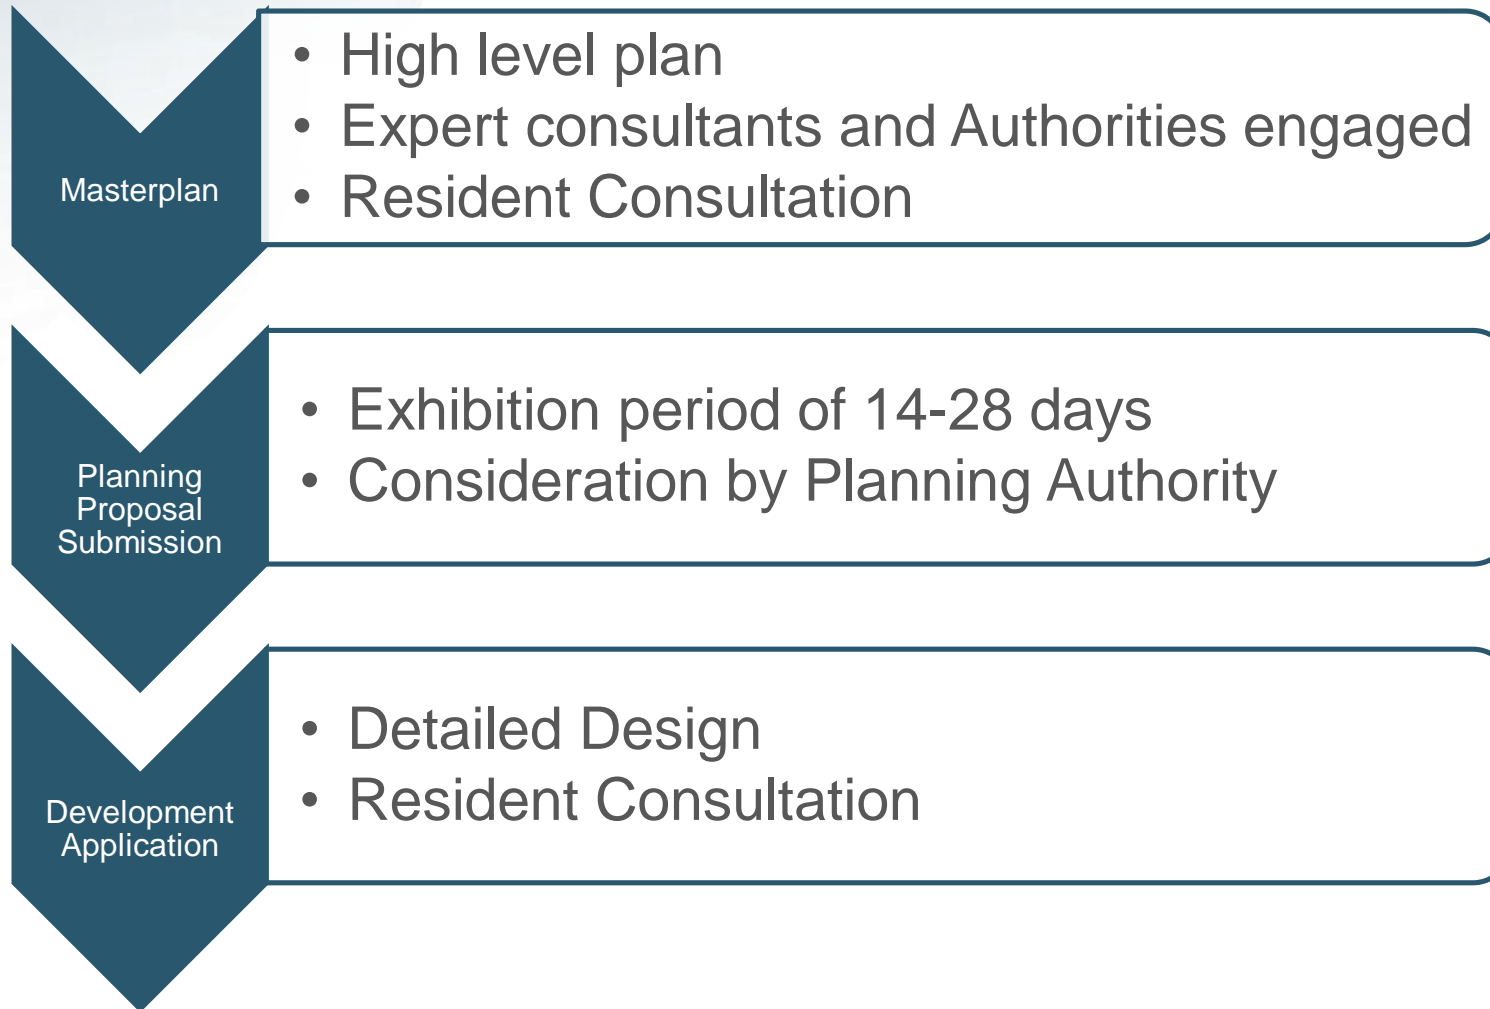 Masterplan
• High level plan
• Expert consultants and Authorities engaged
• Resident Consultation
Planning
Proposal
Submission
• Exhibition period of 14-28 days
• Consideration by Planning Authority
Development
Application
• Detailed Design
• Resident Consultation